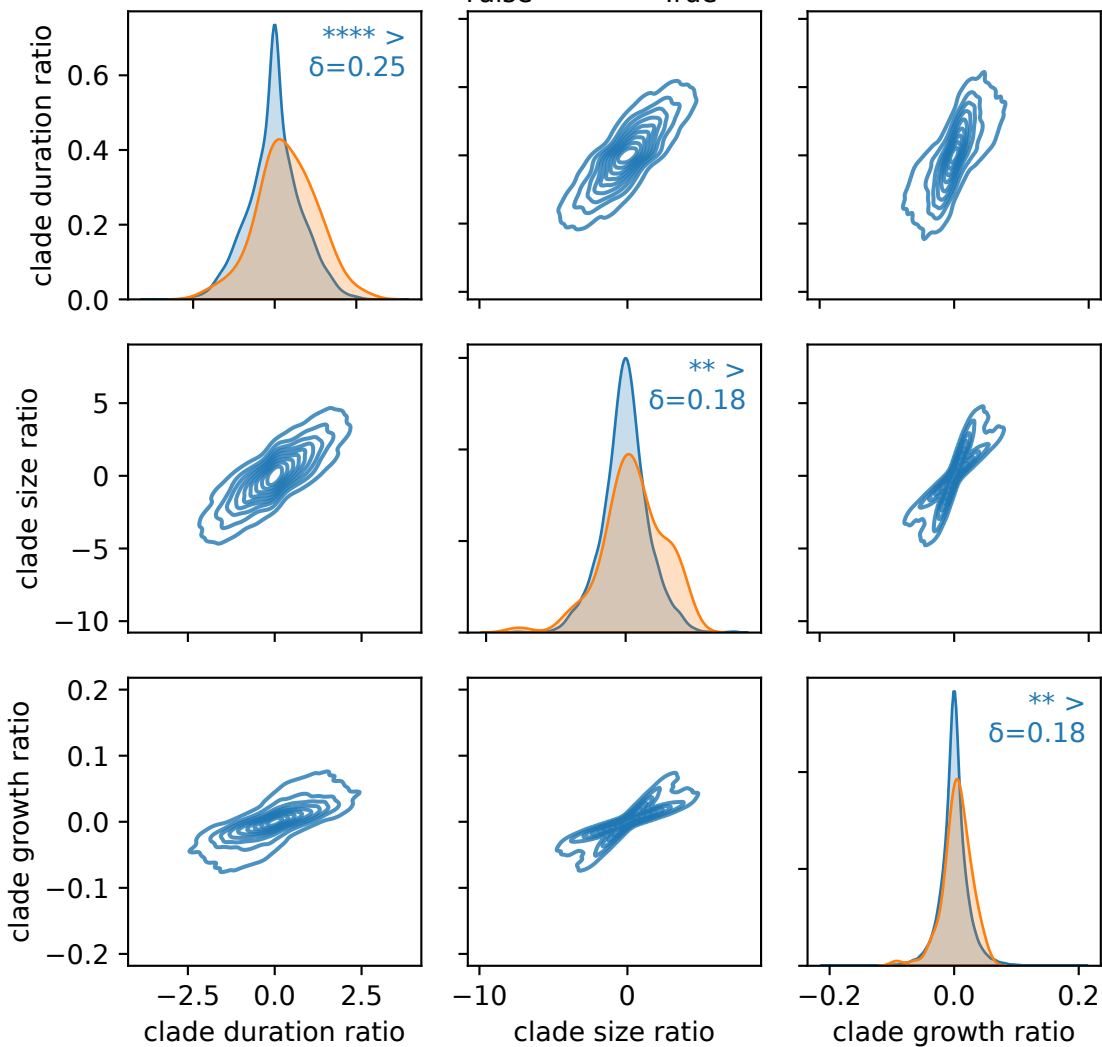 clade duration ratio
0.6
0.4
0.2
0.0
**** >
δ=0.25
clade size ratio
5
0
−5
−10
** >
δ=0.18
clade growth ratio
0.2
0.1
0.0
−0.1
−0.2
** >
δ=0.18
−2.5 0.0 2.5
−10 0
−0.2 0.0 0.2
clade duration ratio
clade size ratio
clade growth ratio